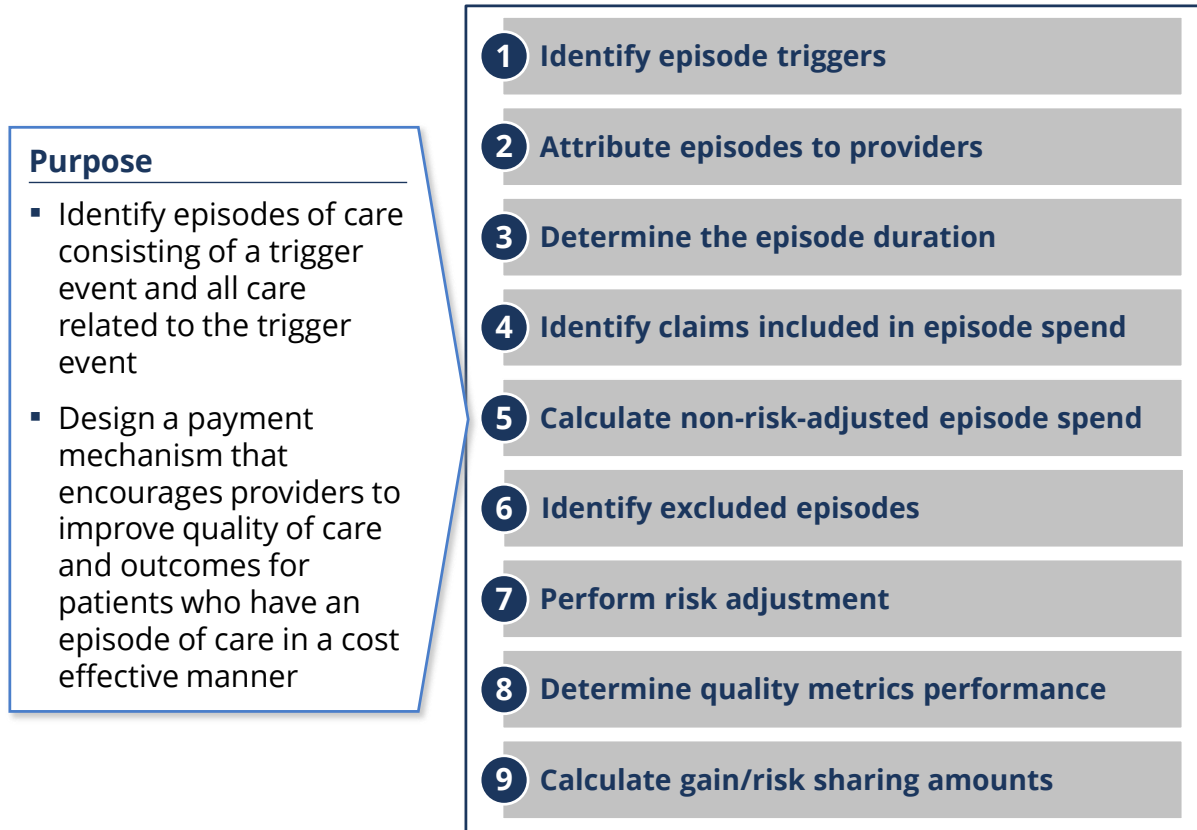 Purpose
▪ Identify episodes of care
consisting of a trigger
event and all care
related to the trigger
event
▪ Design a payment
mechanism that
encourages providers to
improve quality of care
and outcomes for
patients who have an
episode of care in a cost
effective manner
1 Identify episode triggers
2 Attribute episodes to providers
3 Determine the episode duration
4 Identify claims included in episode spend
5 Calculate non-risk-adjusted episode spend
6 Identify excluded episodes
7 Perform risk adjustment
8 Determine quality metrics performance
9 Calculate gain/risk sharing amounts